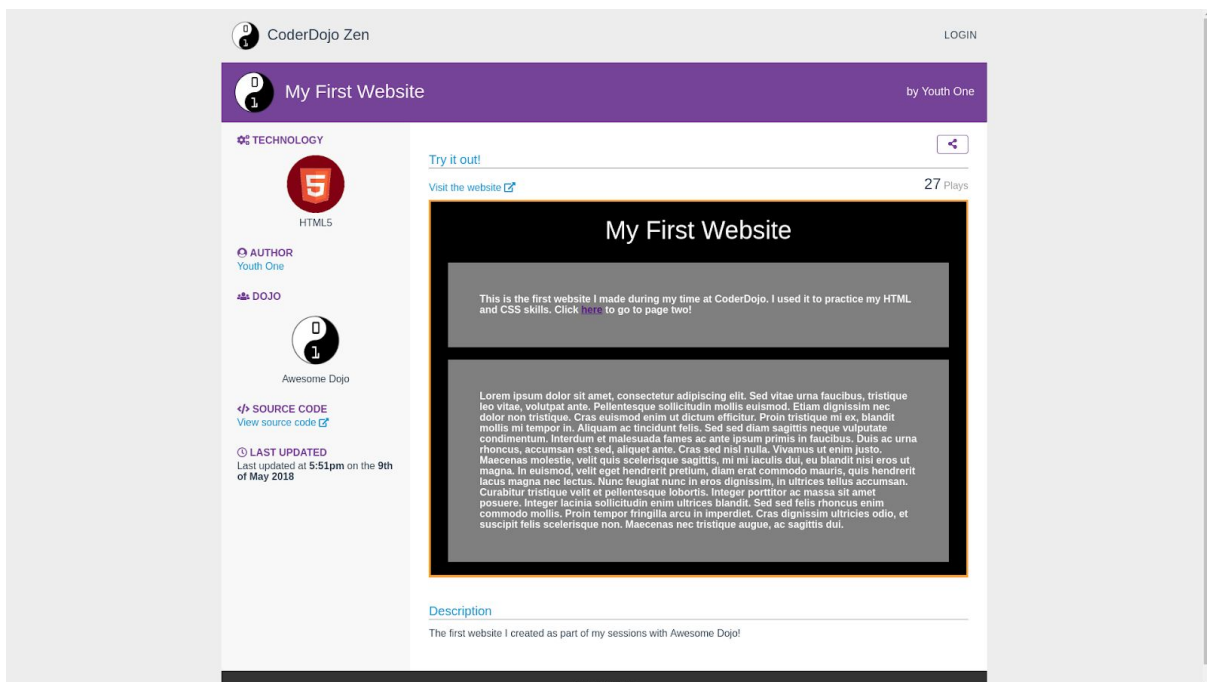 CoderDojo Zen
LOGIN
My First Website
by Youth One
TECHNOLOGY
HTML5
AUTHOR
Youth One
DOJO
Awesome Dojo
SOURCE CODE
View source code
LAST UPDATED
Last updated at 5:51pm on the 9th
of May 2018
Try it out!
Visit the website
27 Plays
My First Website
This is the first website I made during my time at CoderDojo. I used it to practice my HTML
and CSS skills. Click here to go to page two!
Lorem ipsum dolor sit amet, consectetur adipiscing elit. Sed vitae urna faucibus, tristique
leo vitae, volutpat ante. Pellentesque sollicitudin mollis euismod. Etiam dignissim nec
dolor non tristique. Cras euismod enim ut dictum efficitur. Proin tristique mi ex, blandit
mollis mi tempor in. Aliquam ac tincidunt felis. Sed sed diam sagittis neque vulputate
condimentum. Interdum et malesuada fames ac ante ipsum primis in faucibus. Duis ac urna
rhoncus, accumsan est sed, aliquet ante. Cras sed nisl nulla. Vivamus ut enim justo.
Maecenas molestie, velit quis scelerisque sagittis, mi mi iaculis dui, eu blandit nisi eros ut
magna. In euismod, velit eget hendrerit pretium, diam erat commodo mauris, quis hendrerit
lacus magna nec lectus. Nunc feugiat nunc in eros dignissim, in ultrices tellus accumsan.
Curabitur tristique velit et pellentesque lobortis. Integer porttitor ac massa sit amet
posuere. Integer lacinia sollicitudin enim ultrices blandit. Sed sed felis rhoncus enim
commodo mollis. Proin tempor fringilla arcu in imperdiet. Cras dignissim ultricies odio, et
suscipit felis scelerisque non. Maecenas nec tristique augue, ac sagittis dui.
Description
The first website I created as part of my sessions with Awesome Dojo!